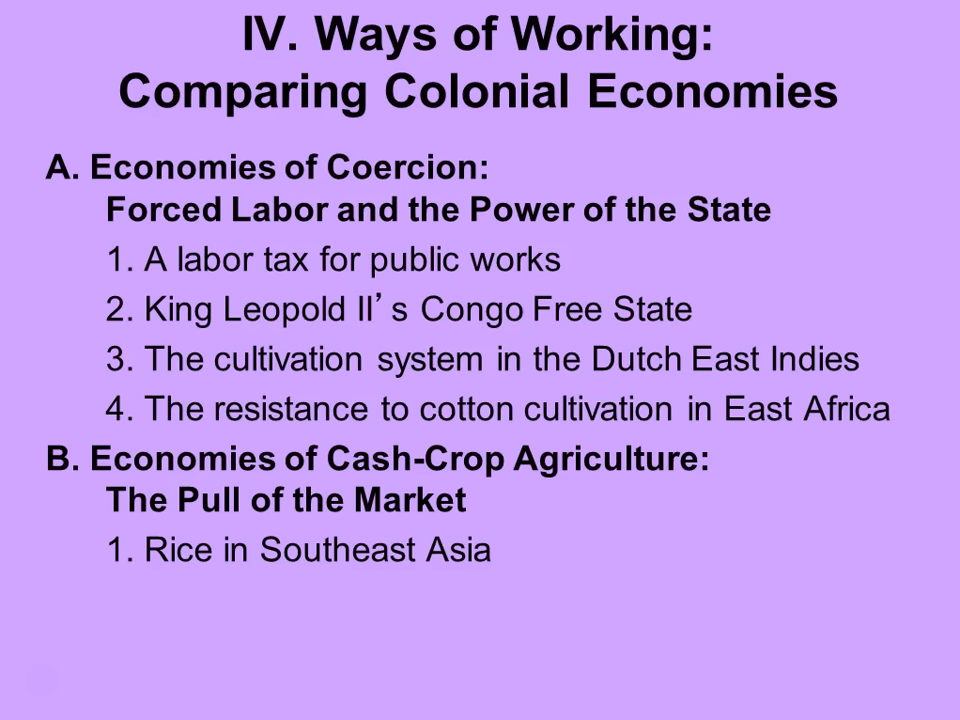 IV. Ways of Working:
Comparing Colonial Economies
A. Economies of Coercion:
Forced Labor and the Power of the State
1. A labor tax for public works
2. King Leopold II’s Congo Free State
3. The cultivation system in the Dutch East Indies
4. The resistance to cotton cultivation in East Africa
B. Economies of Cash-Crop Agriculture:
The Pull of the Market
1. Rice in Southeast Asia